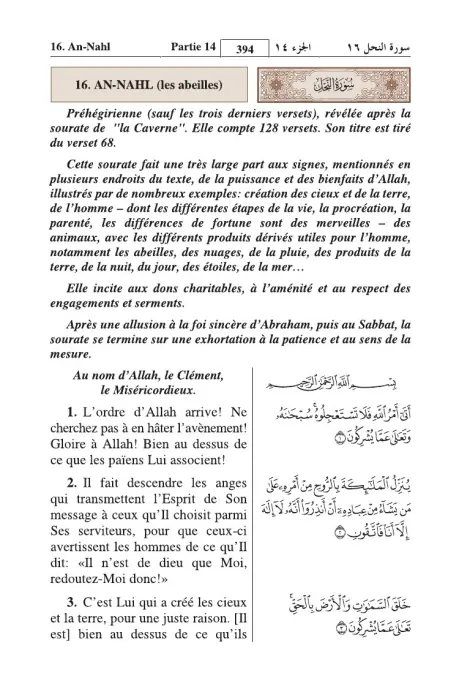 16. An-Nahl Partie 14 394 الجزء ١٤ سورة النحل ١٦
16. AN-NAHL (les abeilles) سُورَةُ النَّحْلِ
Préhégirienne (sauf les trois derniers versets), révélée après la
sourate de "la Caverne". Elle compte 128 versets. Son titre est tiré
du verset 68.
Cette sourate fait une très large part aux signes, mentionnés en
plusieurs endroits du texte, de la puissance et des bienfaits d’Allah,
illustrés par de nombreux exemples: création des cieux et de la terre,
de l’homme – dont les différentes étapes de la vie, la procréation, la
parenté, les différences de fortune sont des merveilles – des
animaux, avec les différents produits dérivés utiles pour l’homme,
notamment les abeilles, des nuages, de la pluie, des produits de la
terre, de la nuit, du jour, des étoiles, de la mer…
Elle incite aux dons charitables, à l’aménité et au respect des
engagements et serments.
Après une allusion à la foi sincère d’Abraham, puis au Sabbat, la
sourate se termine sur une exhortation à la patience et au sens de la
mesure.
Au nom d’Allah, le Clément,
le Miséricordieux.
1. L’ordre d’Allah arrive! Ne
cherchez pas à en hâter l’avènement!
Gloire à Allah! Bien au dessus de
ce que les païens Lui associent!
2. Il fait descendre les anges
qui transmettent l’Esprit de Son
message à ceux qu’Il choisit parmi
Ses serviteurs, pour que ceux-ci
avertissent les hommes de ce qu’Il
dit: «Il n’est de dieu que Moi,
redoutez-Moi donc!»
3. C’est Lui qui a créé les cieux
et la terre, pour une juste raison. [Il
est] bien au dessus de ce qu’ils
بِسْمِ اللَّهِ الرَّحْمَٰنِ الرَّحِيمِ
أَتَىٰ أَمْرُ اللَّهِ فَلَا تَسْتَعْجِلُوهُ ۚ سُبْحَانَهُ
وَتَعَالَىٰ عَمَّا يُشْرِكُونَ ١
يُنَزِّلُ الْمَلَائِكَةَ بِالرُّوحِ مِنْ أَمْرِهِ عَلَىٰ
مَن يَشَاءُ مِنْ عِبَادِهِ أَنْ أَنذِرُوا أَنَّهُ لَا إِلَٰهَ
إِلَّا أَنَا فَاتَّقُونِ ٢
خَلَقَ السَّمَاوَاتِ وَالْأَرْضَ بِالْحَقِّ ۚ
تَعَالَىٰ عَمَّا يُشْرِكُونَ ٣